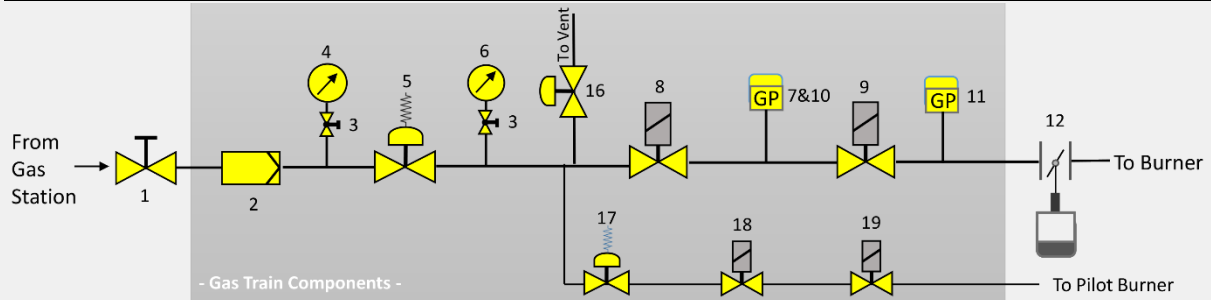 To Vent
4
6
5
16
8
9
12
3
3
GP
7&10
GP
11
From
Gas
Station
To Burner
1
2
17
18
19
- Gas Train Components -
To Pilot Burner